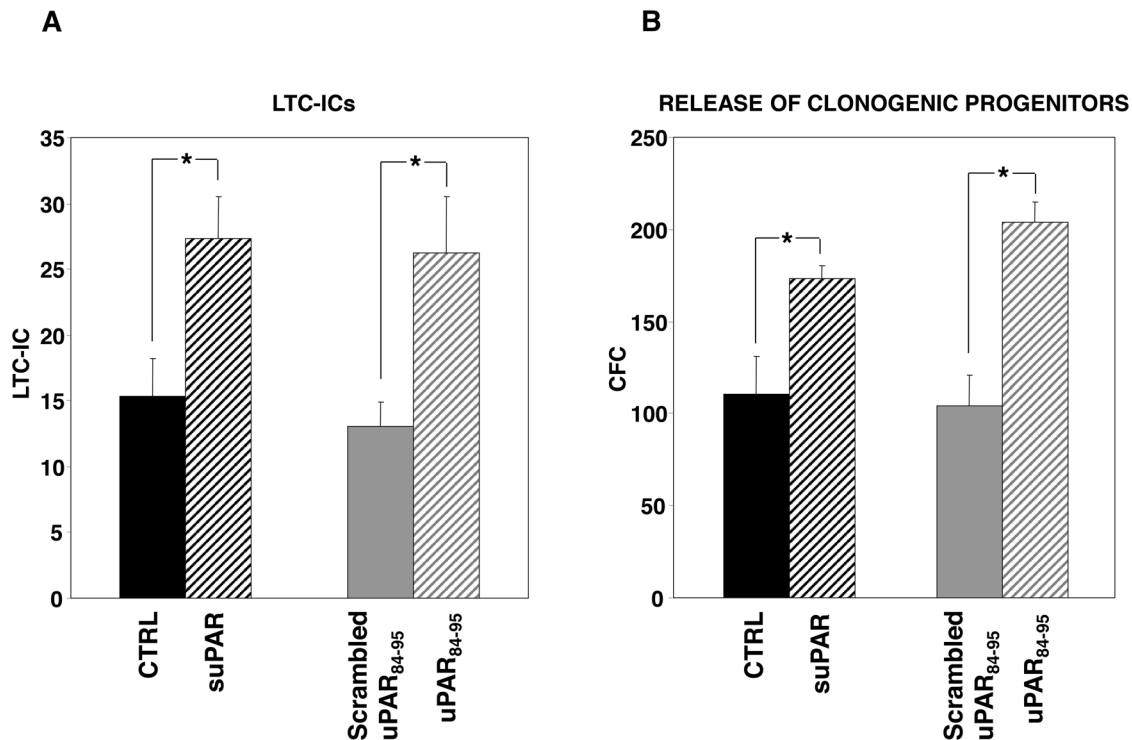 A
LTC-ICs
35
30
25
20
15
10
5
0
LTC-IC
*
*
CTRL
suPAR
Scrambled
uPAR84-95
uPAR84-95
B
RELEASE OF CLONOGENIC PROGENITORS
250
200
150
100
50
0
CFC
*
*
CTRL
suPAR
Scrambled
uPAR84-95
uPAR84-95